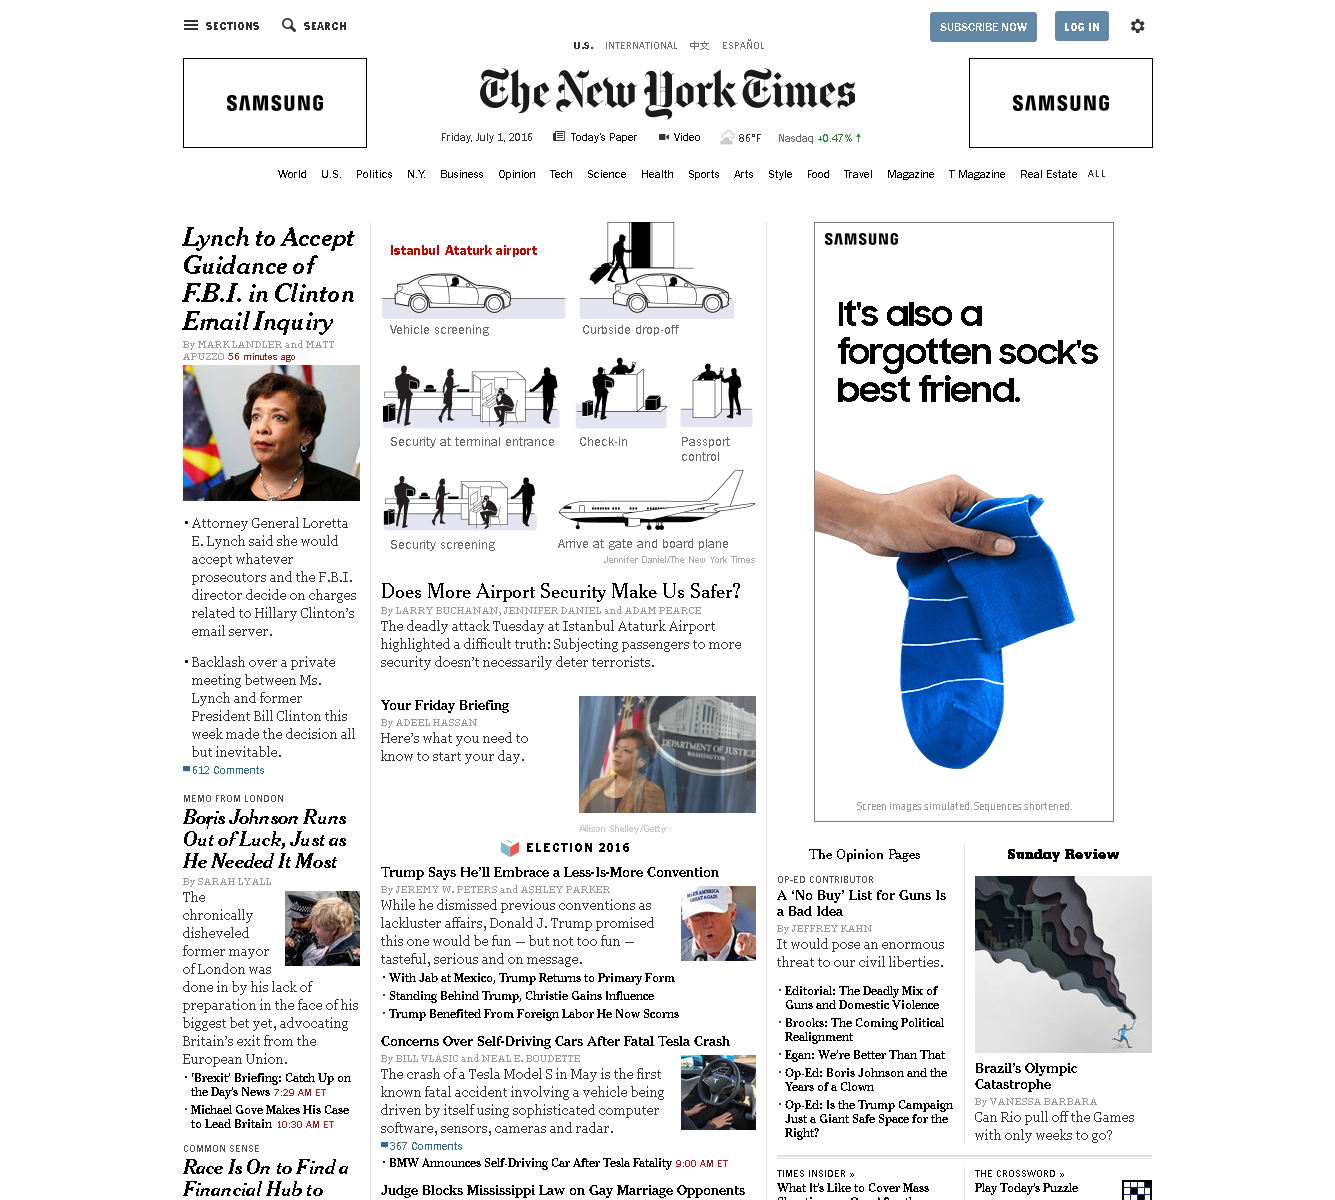 SECTIONS
SEARCH
SUBSCRIBE NOW
LOG IN
U.S.
INTERNATIONAL
中文
ESPAÑOL
SAMSUNG
The New York Times
SAMSUNG
Friday, July 1, 2016
Today's Paper
Video
86°F
Nasdaq +0.47% ↑
World
U.S.
Politics
N.Y.
Business
Opinion
Tech
Science
Health
Sports
Arts
Style
Food
Travel
Magazine
T Magazine
Real Estate
ALL
Lynch to Accept
Guidance of
F.B.I. in Clinton
Email Inquiry
By MARK LANDLER and MATT
APUZZO 56 minutes ago
• Attorney General Loretta
E. Lynch said she would
accept whatever
prosecutors and the F.B.I.
director decide on charges
related to Hillary Clinton's
email server.
• Backlash over a private
meeting between Ms.
Lynch and former
President Bill Clinton this
week made the decision all
but inevitable.
612 Comments
MEMO FROM LONDON
Boris Johnson Runs
Out of Luck, Just as
He Needed It Most
By SARAH LYALL
The
chronically
disheveled
former mayor
of London was
done in by his lack of
preparation in the face of his
biggest bet yet, advocating
Britain's exit from the
European Union.
• 'Brexit' Briefing: Catch Up on
the Day's News 7:29 AM ET
• Michael Gove Makes His Case
to Lead Britain 10:30 AM ET
COMMON SENSE
Race Is On to Find a
Financial Hub to
Istanbul Ataturk airport
Vehicle screening
Curbside drop-off
Security at terminal entrance
Check-in
Passport
control
Security screening
Arrive at gate and board plane
Jennifer Daniel/The New York Times
Does More Airport Security Make Us Safer?
By LARRY BUCHANAN, JENNIFER DANIEL and ADAM PEARCE
The deadly attack Tuesday at Istanbul Ataturk Airport
highlighted a difficult truth: Subjecting passengers to more
security doesn't necessarily deter terrorists.
Your Friday Briefing
By ADEEL HASSAN
Here's what you need to
know to start your day.
DEPARTMENT OF JUSTICE
WASHINGTON
Allison Shelley/Getty
ELECTION 2016
Trump Says He'll Embrace a Less-Is-More Convention
By JEREMY W. PETERS and ASHLEY PARKER
While he dismissed previous conventions as
lackluster affairs, Donald J. Trump promised
this one would be fun — but not too fun —
tasteful, serious and on message.
MAKE AMERICA
GREAT AGAIN
• With Jab at Mexico, Trump Returns to Primary Form
• Standing Behind Trump, Christie Gains Influence
• Trump Benefited From Foreign Labor He Now Scorns
Concerns Over Self-Driving Cars After Fatal Tesla Crash
By BILL VLASIC and NEAL E. BOUDETTE
The crash of a Tesla Model S in May is the first
known fatal accident involving a vehicle being
driven by itself using sophisticated computer
software, sensors, cameras and radar.
367 Comments
• BMW Announces Self-Driving Car After Tesla Fatality 9:00 AM ET
Judge Blocks Mississippi Law on Gay Marriage Opponents
SAMSUNG
It's also a
forgotten sock's
best friend.
Screen images simulated. Sequences shortened.
The Opinion Pages
OP-ED CONTRIBUTOR
A 'No Buy' List for Guns Is
a Bad Idea
By JEFFREY KAHN
It would pose an enormous
threat to our civil liberties.
• Editorial: The Deadly Mix of
Guns and Domestic Violence
• Brooks: The Coming Political
Realignment
• Egan: We're Better Than That
• Op-Ed: Boris Johnson and the
Years of a Clown
• Op-Ed: Is the Trump Campaign
Just a Giant Safe Space for the
Right?
Sunday Review
Brazil's Olympic
Catastrophe
By VANESSA BARBARA
Can Rio pull off the Games
with only weeks to go?
TIMES INSIDER »
What It's Like to Cover Mass
THE CROSSWORD »
Play Today's Puzzle